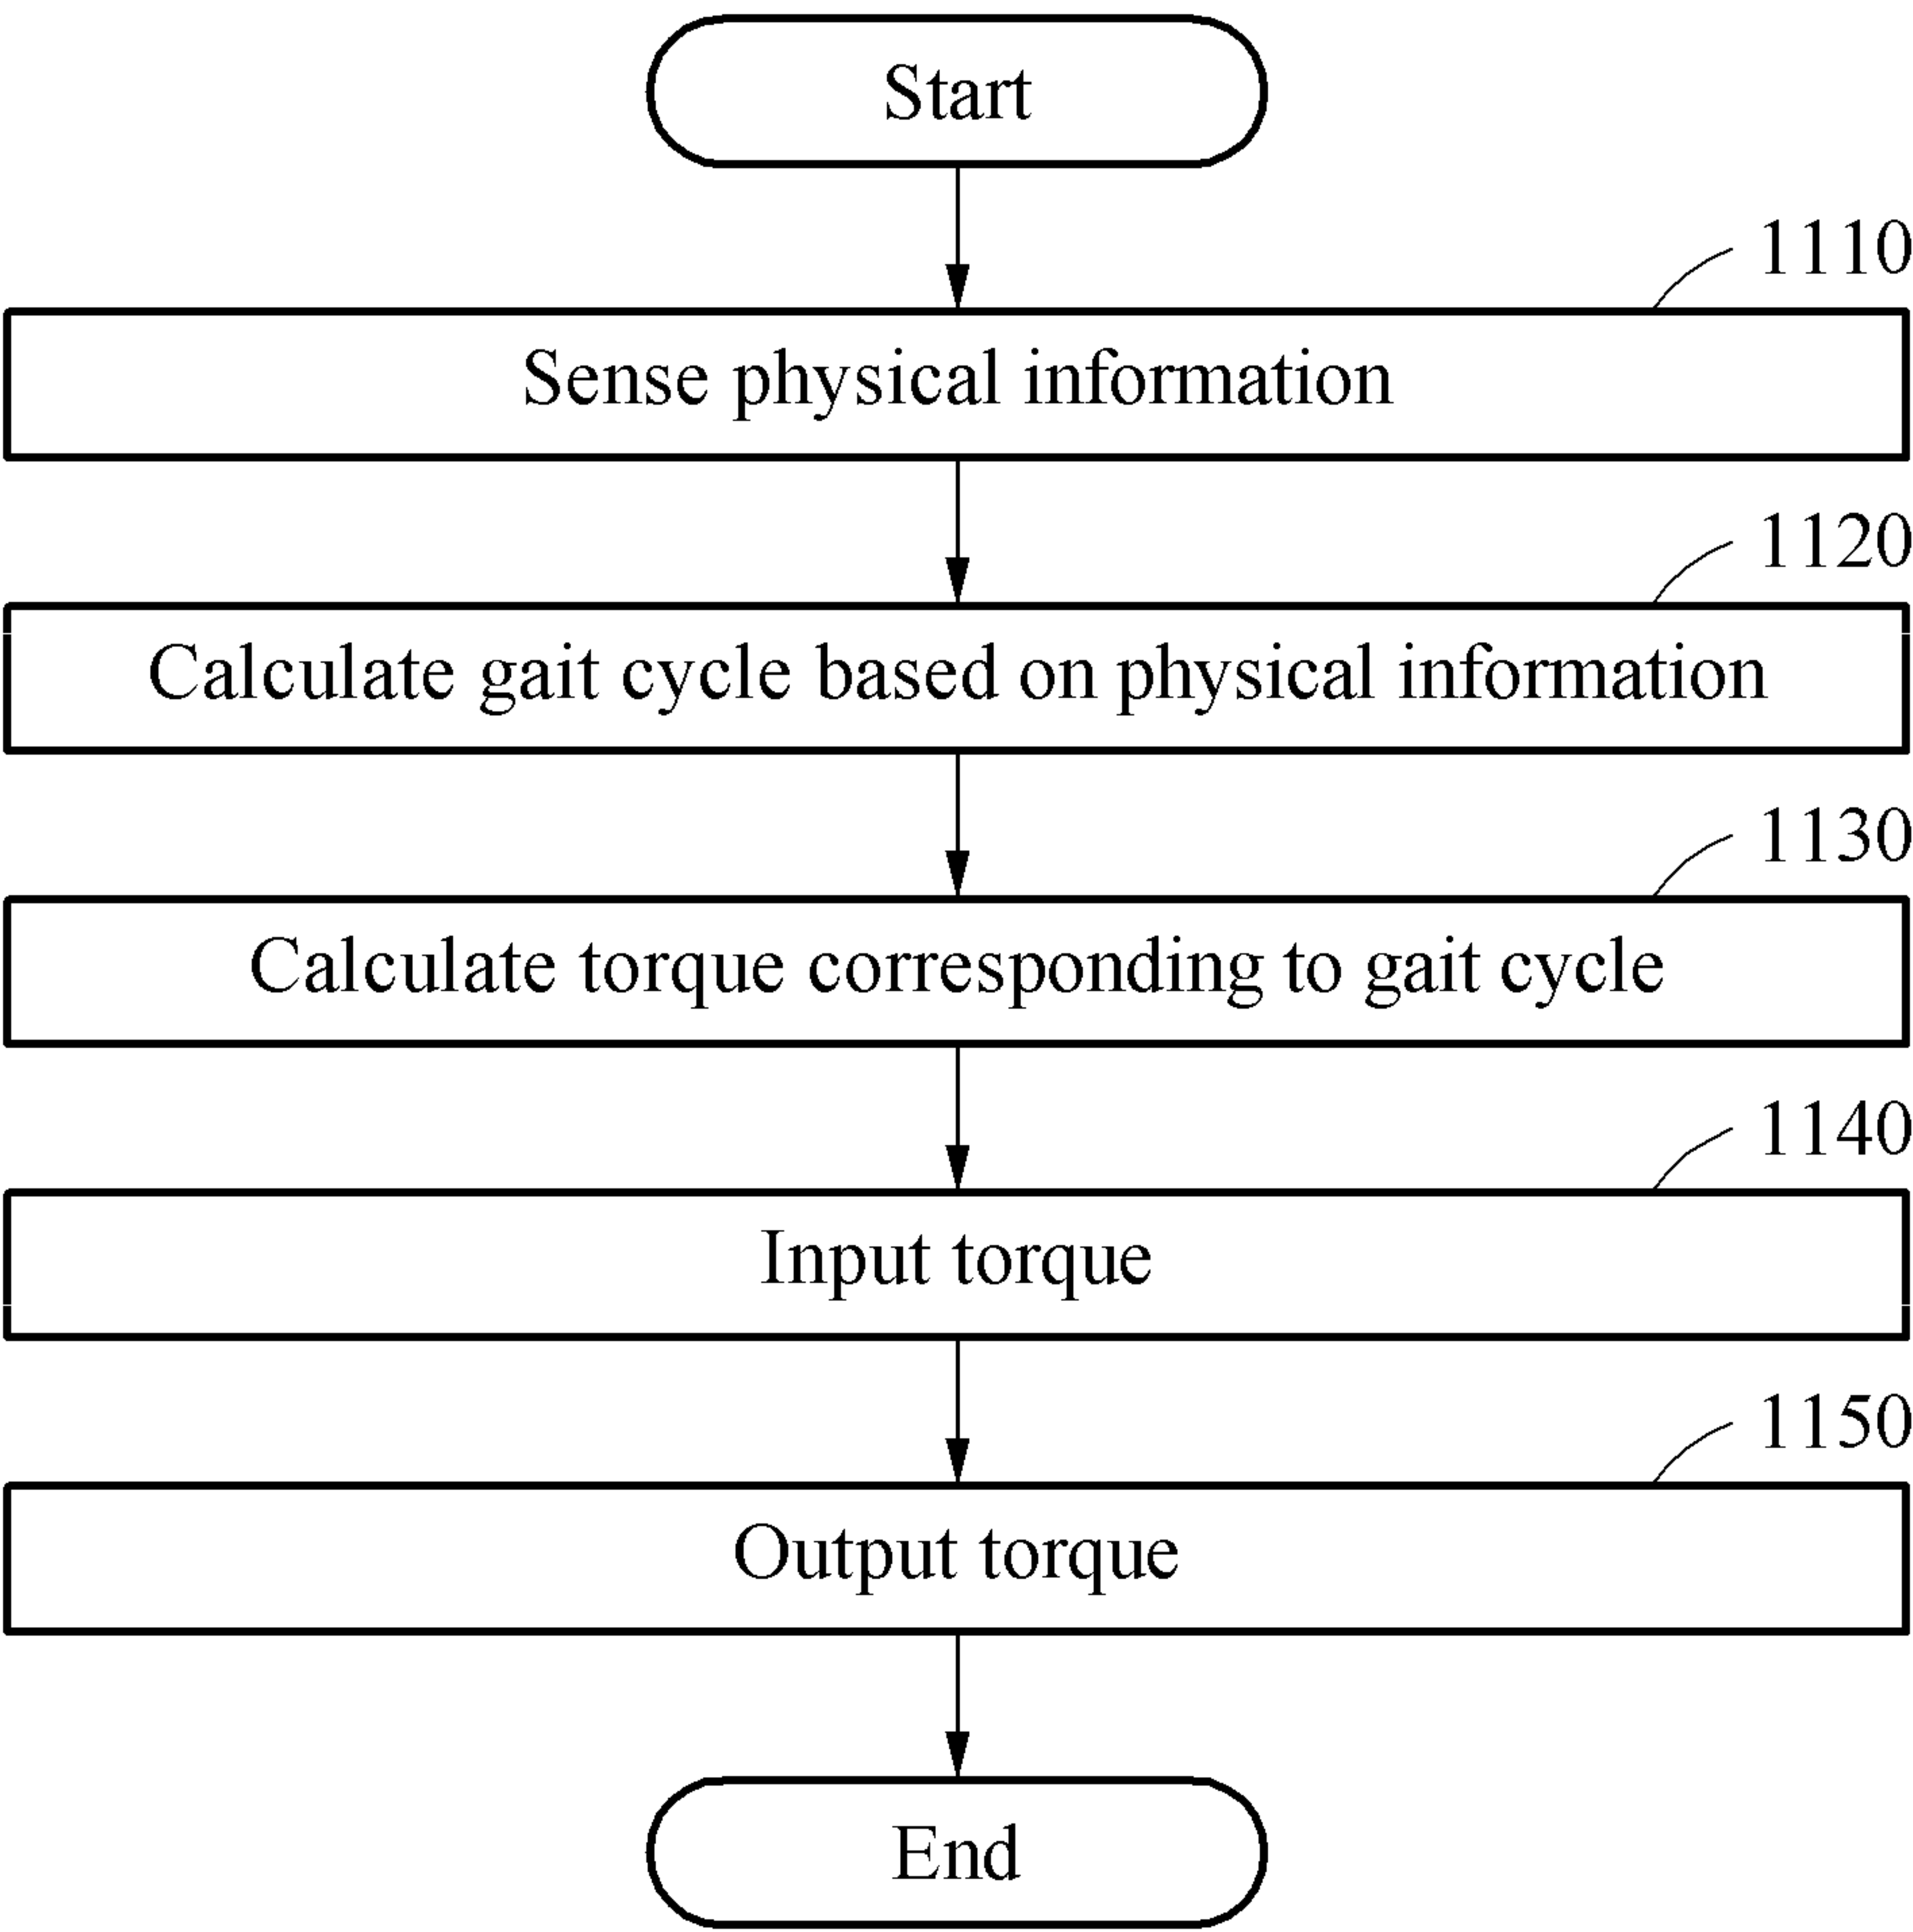 Start
1110
Sense physical information
1120
Calculate gait cycle based on physical information
1130
Calculate torque corresponding to gait cycle
1140
Input torque
1150
Output torque
End